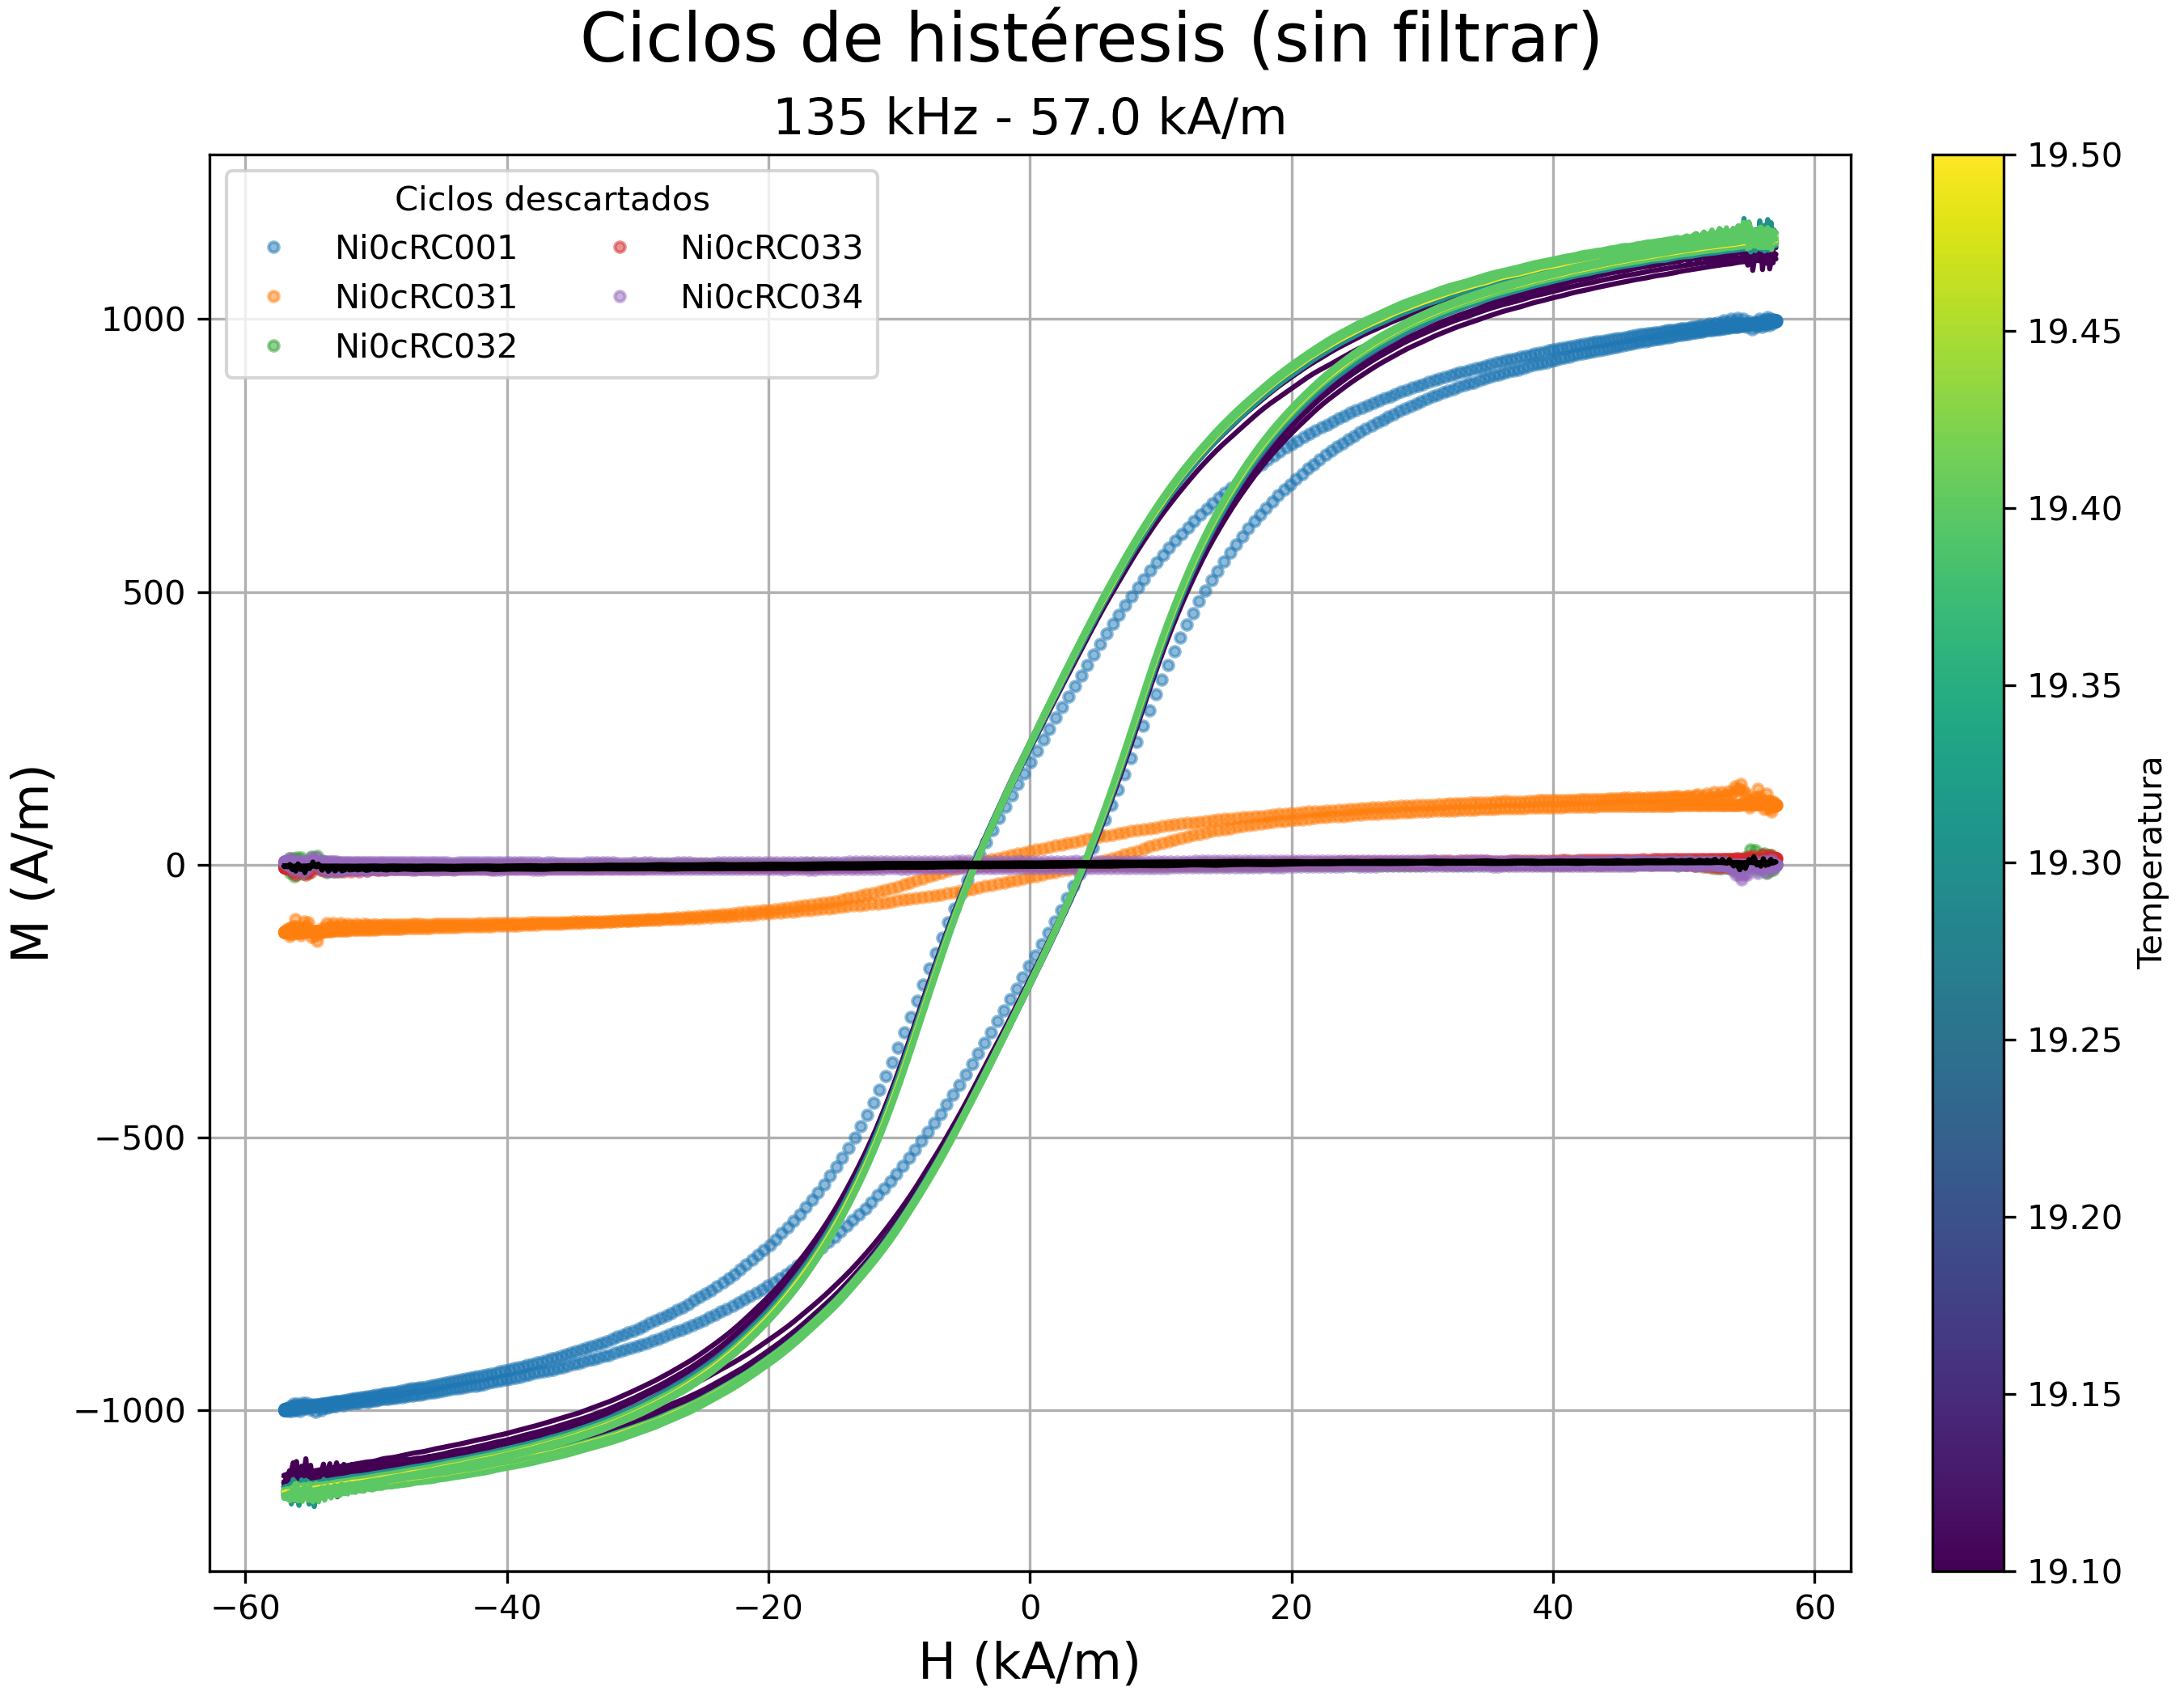 Ciclos de histéresis (sin filtrar)
135 kHz - 57.0 kA/m
Ciclos descartados
Ni0cRC001
Ni0cRC031
Ni0cRC032
Ni0cRC033
Ni0cRC034
M (A/m)
1000
500
0
−500
−1000
−60
−40
−20
0
20
40
60
H (kA/m)
19.50
19.45
19.40
19.35
19.30
19.25
19.20
19.15
19.10
Temperatura